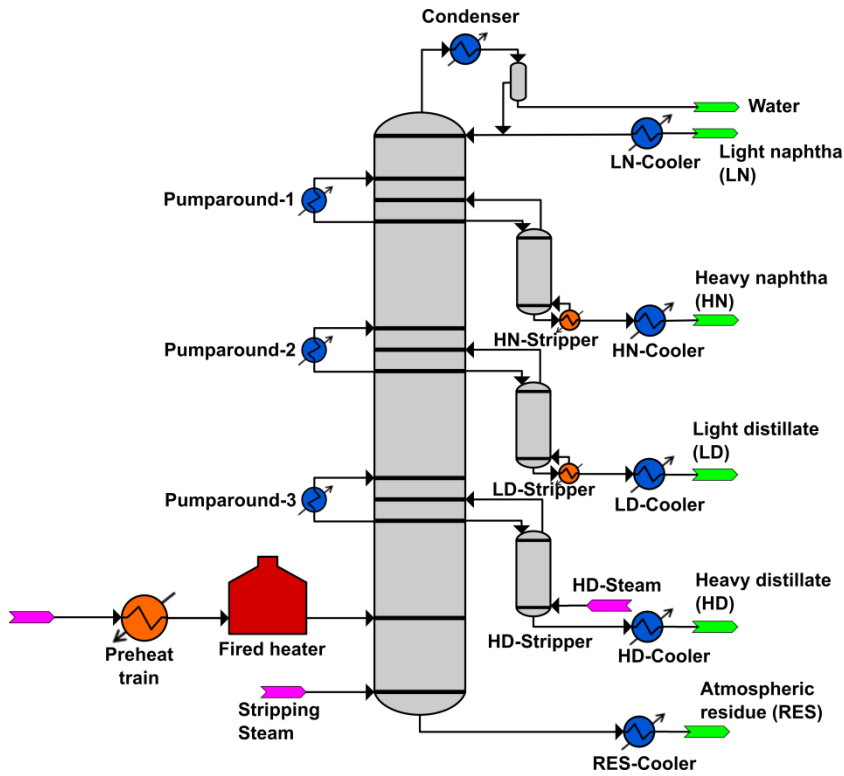 Condenser
Water
LN-Cooler
Light naphtha
(LN)
Pumparound-1
Heavy naphtha
(HN)
HN-Stripper
HN-Cooler
Pumparound-2
Light distillate
(LD)
LD-Stripper
LD-Cooler
Pumparound-3
HD-Steam
Heavy distillate
(HD)
HD-Stripper
HD-Cooler
Preheat
train
Fired heater
Stripping
Steam
Atmospheric
residue (RES)
RES-Cooler